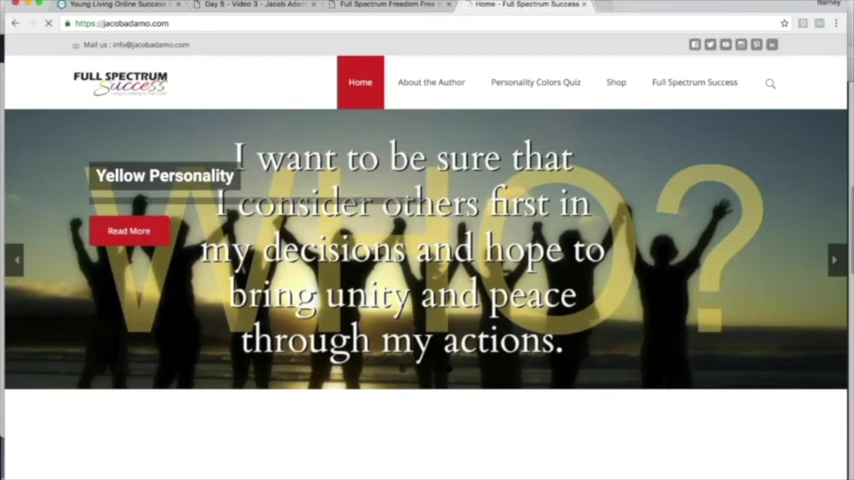 Young Living Online Success
Day 5 - Video 3 - Jacob Adam
Full Spectrum Freedom Free
Home - Full Spectrum Success
Barney
https://jacobadamo.com
Mail us : info@jacobadamo.com
FULL SPECTRUM
Success
Home
About the Author
Personality Colors Quiz
Shop
Full Spectrum Success
WHO?
Yellow Personality
Read More
I want to be sure that
I consider others first in
my decisions and hope to
bring unity and peace
through my actions.